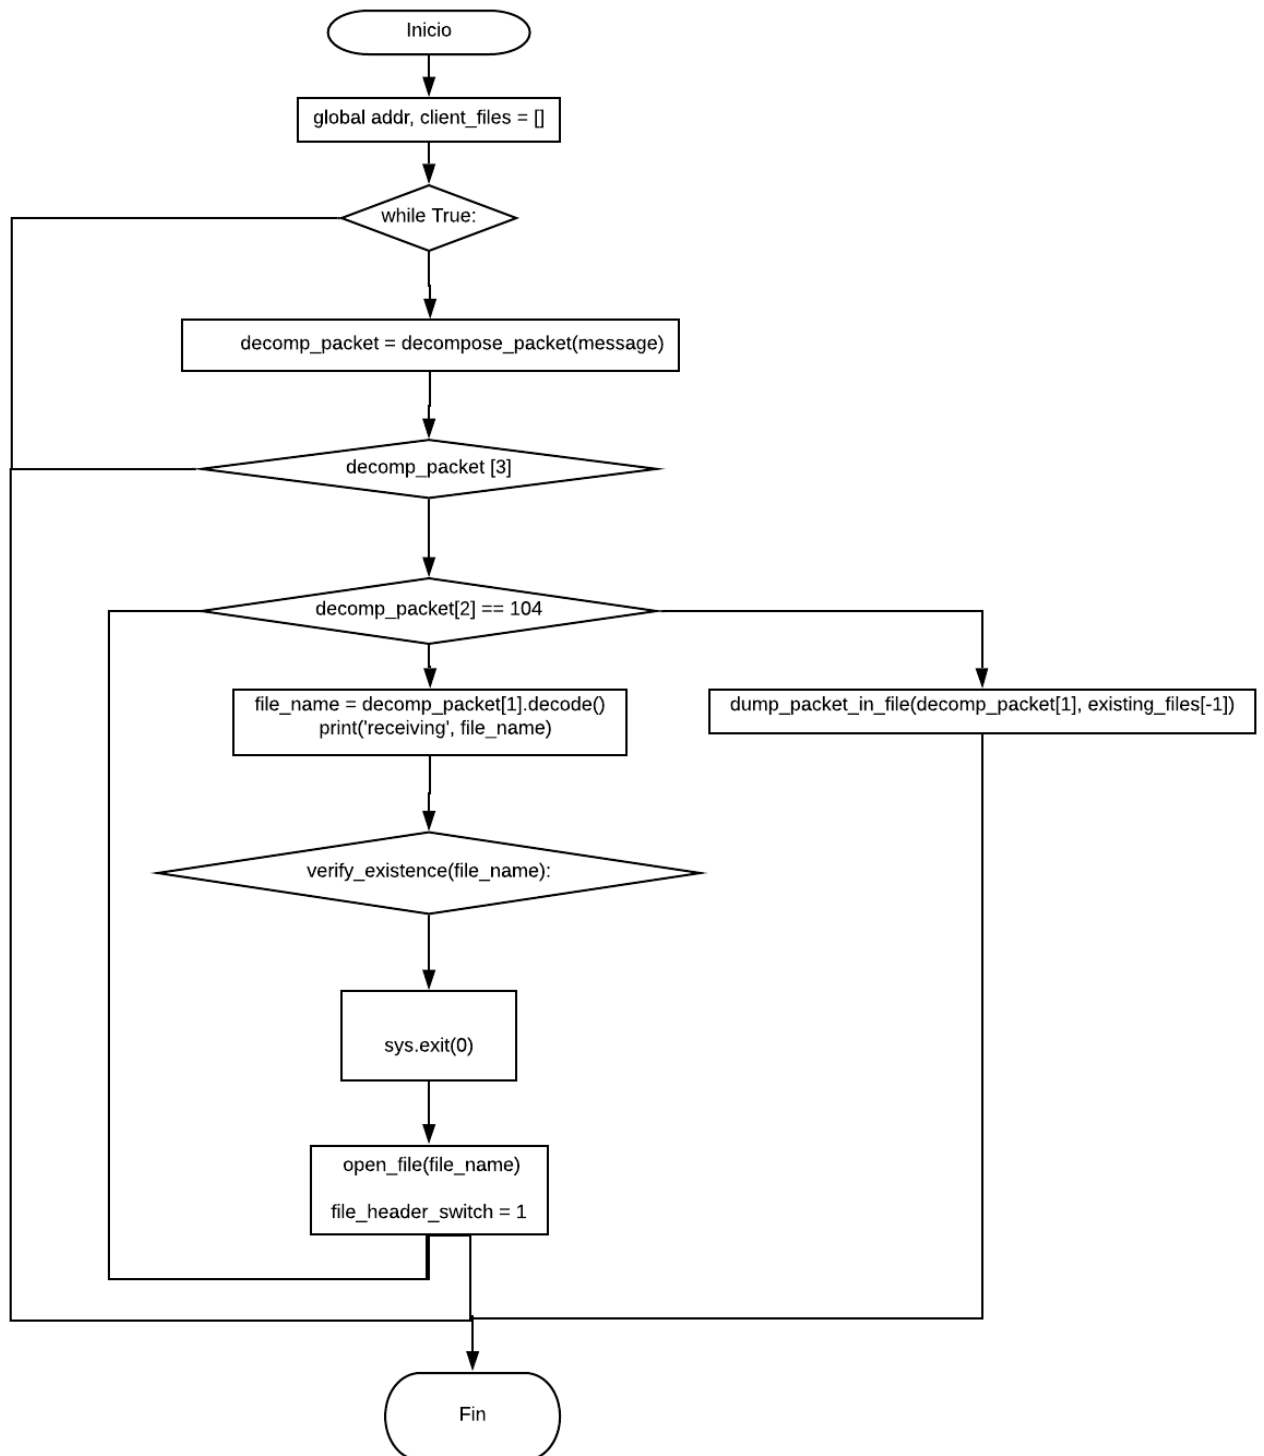 Inicio
global addr, client_files = []
while True:
decomp_packet = decompose_packet(message)
decomp_packet [3]
decomp_packet[2] == 104
file_name = decomp_packet[1].decode()
print('receiving', file_name)
dump_packet_in_file(decomp_packet[1], existing_files[-1])
verify_existence(file_name):
sys.exit(0)
open_file(file_name)
file_header_switch = 1
Fin